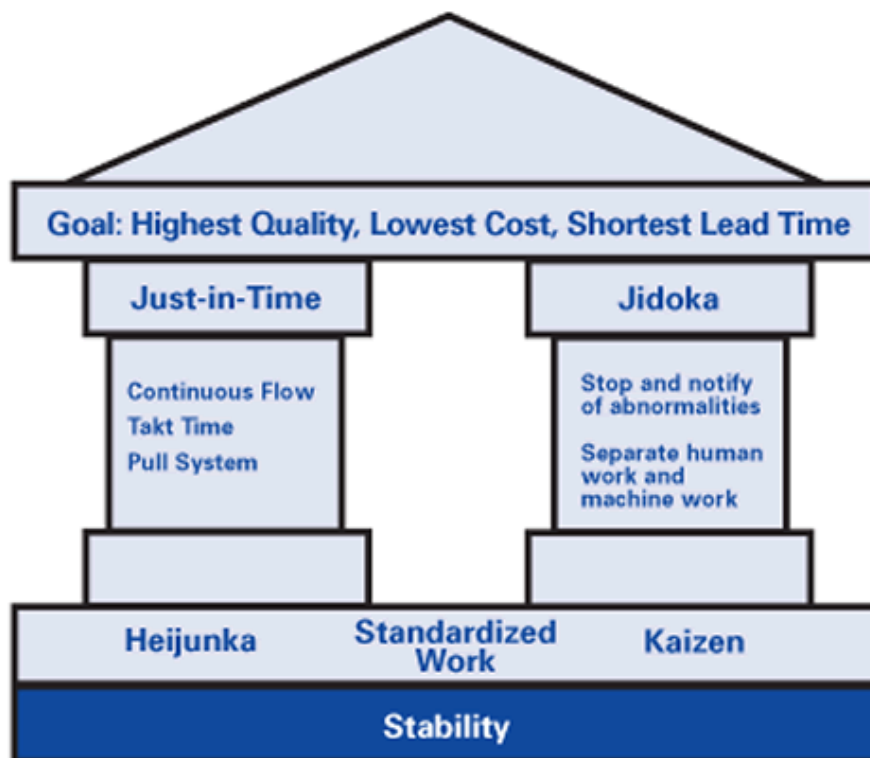 Goal: Highest Quality, Lowest Cost, Shortest Lead Time
Just-in-Time
Continuous Flow
Takt Time
Pull System
Jidoka
Stop and notify
of abnormalities
Separate human
work and
machine work
Heijunka
Standardized
Work
Kaizen
Stability